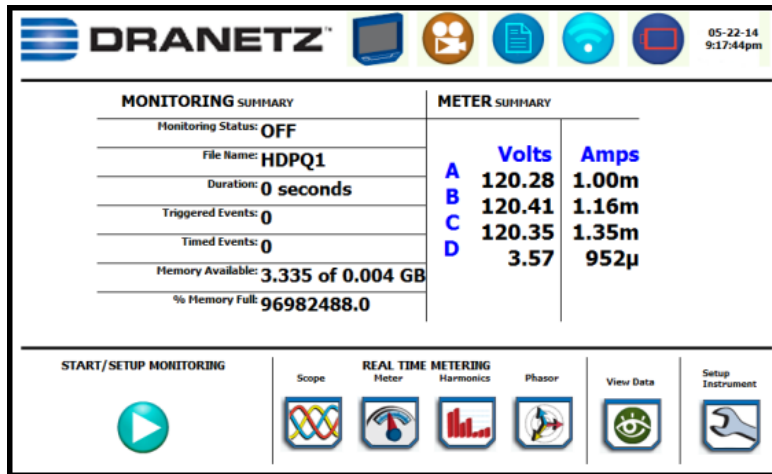 DRANETZ
05-22-14
9:17:44pm
MONITORING SUMMARY
Monitoring Status: OFF
File Name: HDPQ1
Duration: 0 seconds
Triggered Events: 0
Timed Events: 0
Memory Available: 3.335 of 0.004 GB
% Memory Full: 96982488.0
METER SUMMARY
Volts Amps
A 120.28 1.00m
B 120.41 1.16m
C 120.35 1.35m
D 3.57 952µ
START/SETUP MONITORING
REAL TIME METERING
Scope Meter Harmonics Phasor
View Data
Setup
Instrument